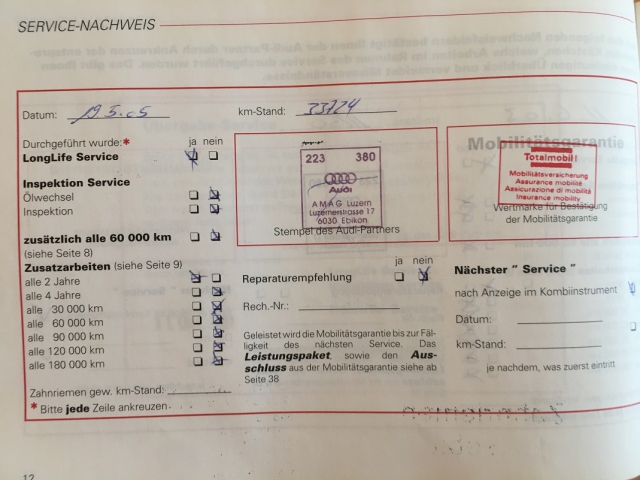 SERVICE-NACHWEIS
Datum: 19.5.05 km-Stand: 33724
Durchgeführt wurde:* ja nein
LongLife Service
Inspektion Service
Ölwechsel
Inspektion
zusätzlich alle 60 000 km
(siehe Seite 8)
Zusatzarbeiten (siehe Seite 9)
alle 2 Jahre
alle 4 Jahre
alle 30 000 km
alle 60 000 km
alle 90 000 km
alle 120 000 km
alle 180 000 km
Zahnriemen gew. km-Stand:
* Bitte jede Zeile ankreuzen
223 380
Audi
AMAG Luzern
Luzernerstrasse 17
6030 Ebikon
Stempel des Audi-Partners
ja nein
Reparaturempfehlung
Rech.-Nr.:
Geleistet wird die Mobilitätsgarantie bis zur Fäl-
ligkeit des nächsten Service. Das
Leistungspaket, sowie den Aus-
schluss aus der Mobilitätsgarantie siehe ab
Seite 38
Mobilitätsgarantie
Totalmobil!
Mobilitätsversicherung
Assurance mobilité
Assicurazione di mobilità
Insurance mobility
Wertmarke für Bestätigung
der Mobilitätsgarantie
Nächster " Service "
nach Anzeige im Kombiinstrument
Datum:
km-Stand:
je nachdem, was zuerst eintritt
12